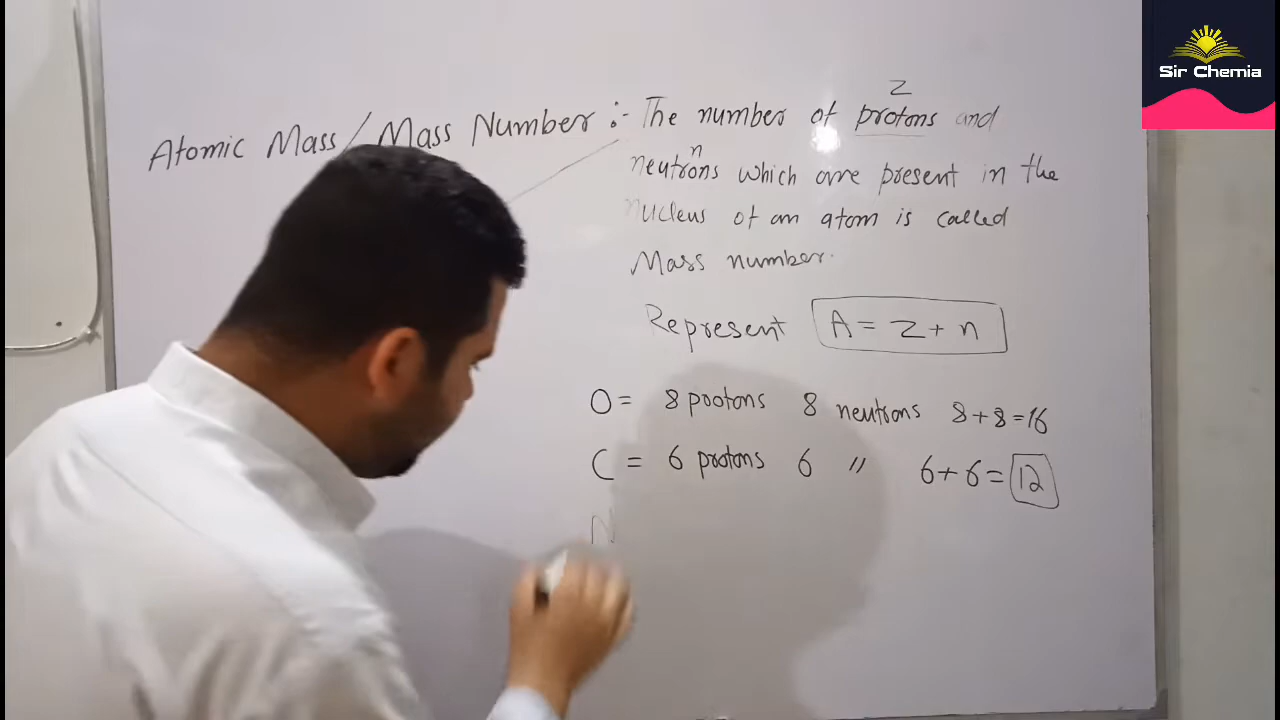 Sir Chemia
Z
Atomic Mass/Mass Number :- The number of protons and
n
neutrons which are present in the
nucleus of an atom is called
Mass number.
Represent A = Z + n
O = 8 pootons 8 neutrons 8+8=16
C = 6 protons 6 〃 6+6=12
N